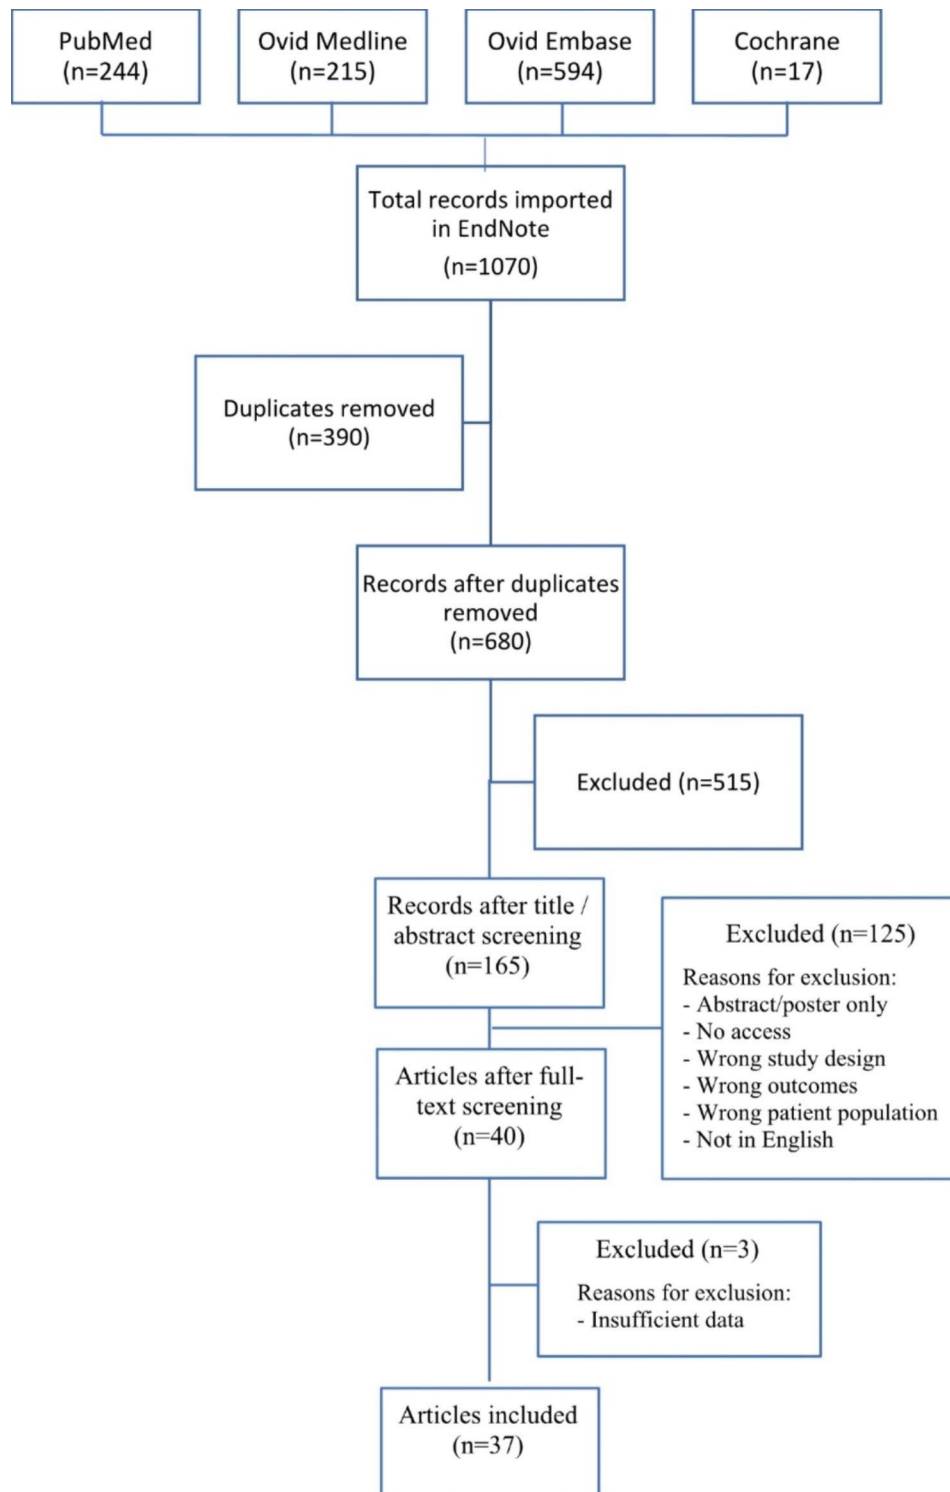 PubMed
(n=244)
Ovid Medline
(n=215)
Ovid Embase
(n=594)
Cochrane
(n=17)
Total records imported
in EndNote
(n=1070)
Duplicates removed
(n=390)
Records after duplicates
removed
(n=680)
Excluded (n=515)
Records after title /
abstract screening
(n=165)
Excluded (n=125)
Reasons for exclusion:
- Abstract/poster only
- No access
- Wrong study design
- Wrong outcomes
- Wrong patient population
- Not in English
Articles after full-
text screening
(n=40)
Excluded (n=3)
Reasons for exclusion:
- Insufficient data
Articles included
(n=37)